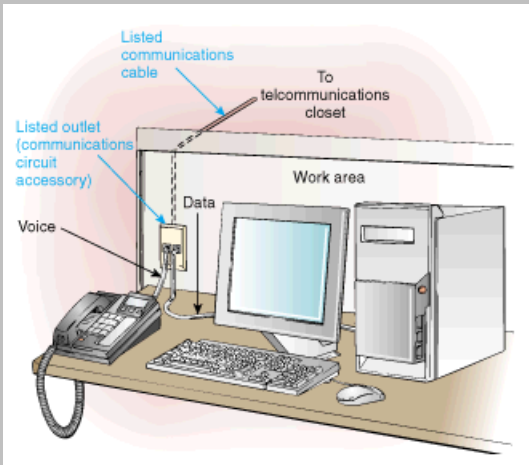 Listed
communications
cable
To
telcommunications
closet
Listed outlet
(communications
circuit
accessory)
Work area
Data
Voice